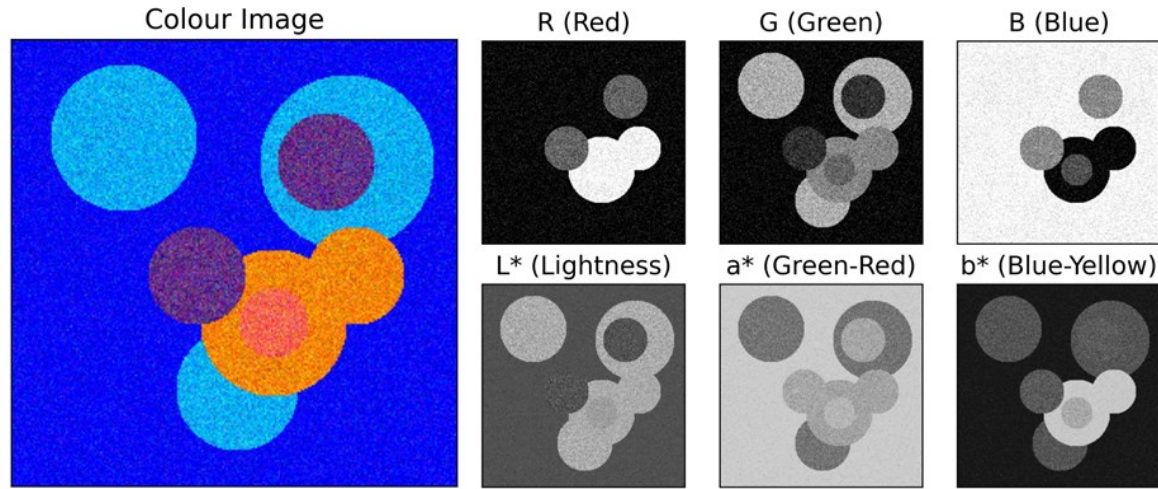 Colour Image
R (Red)
G (Green)
B (Blue)
L* (Lightness)
a* (Green-Red)
b* (Blue-Yellow)